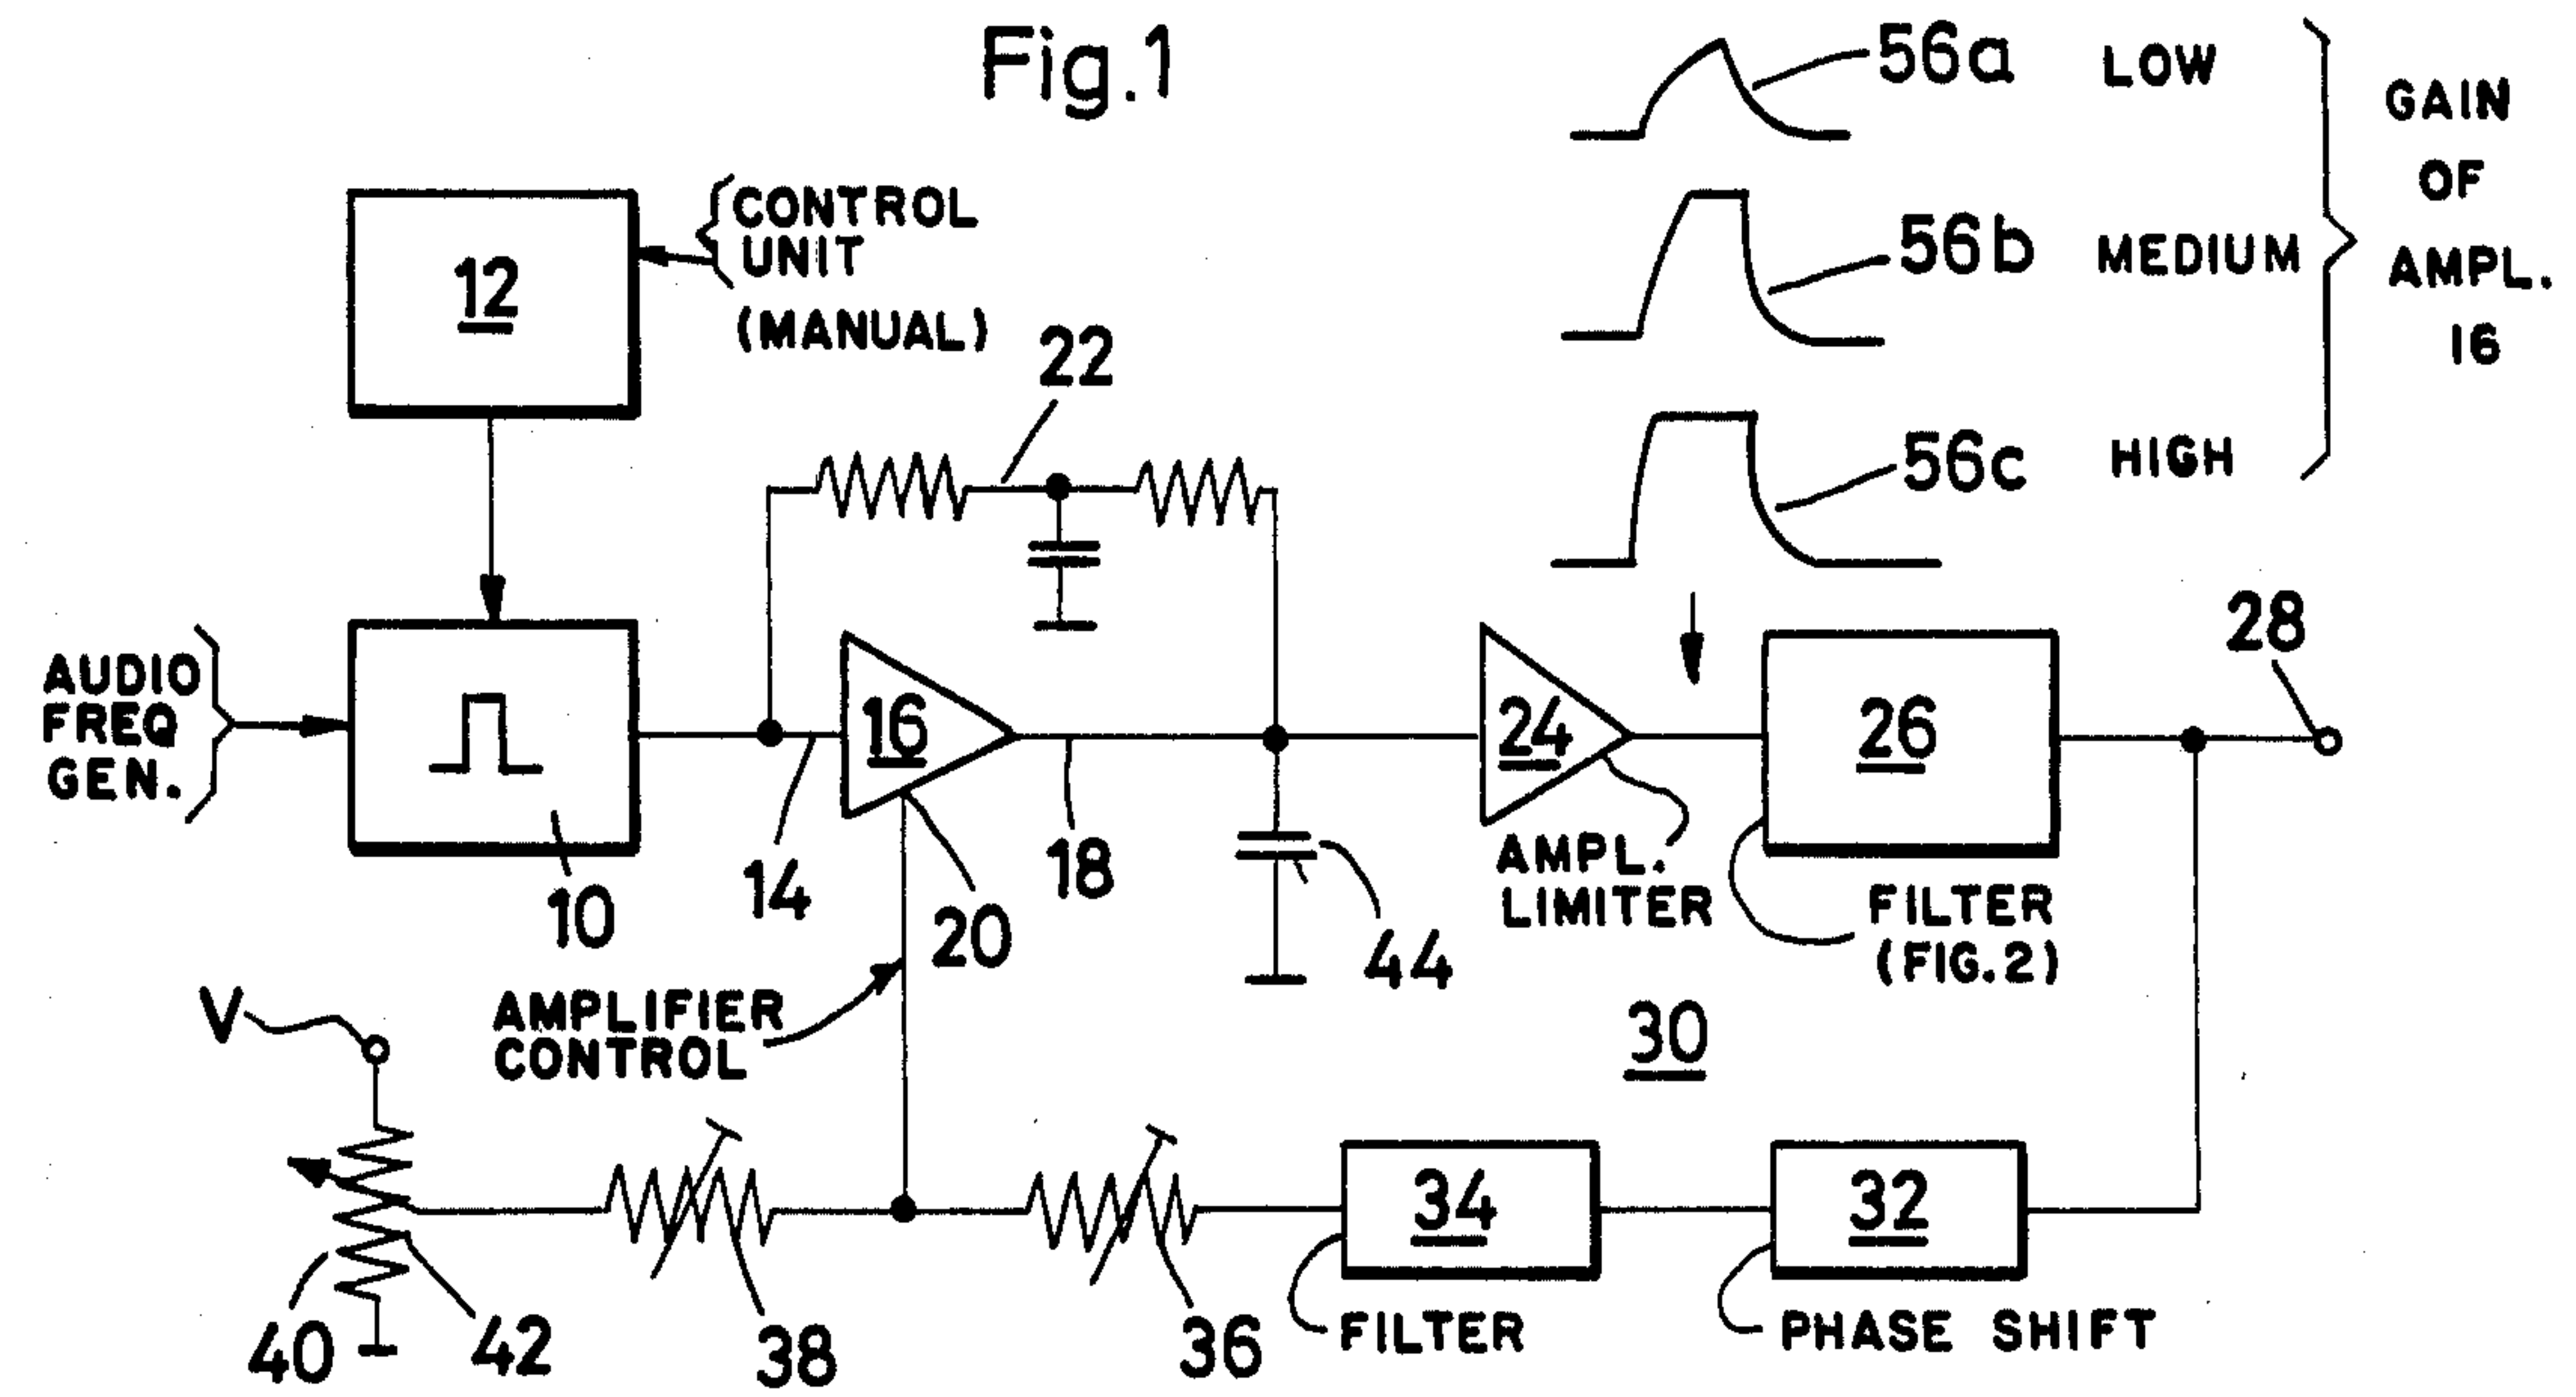 Fig.1
56a LOW
GAIN
OF
AMPL.
16
56b MEDIUM
56c HIGH
12
CONTROL
UNIT
(MANUAL)
22
AUDIO
FREQ
GEN.
10
14
16
20
18
24
AMPL.
LIMITER
26
FILTER
(FIG.2)
28
44
30
AMPLIFIER
CONTROL
V
40
42
38
36
34
FILTER
32
PHASE SHIFT